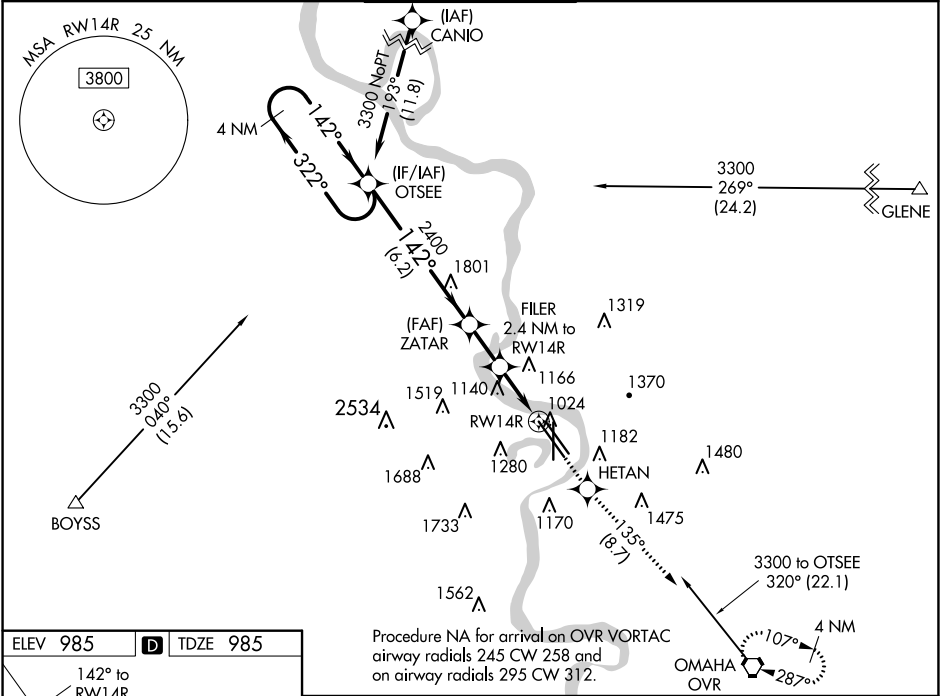 MSA RW14R 25 NM
3800
(IAF)
CANIO
3300 NoPT
193°
(11.8)
4 NM
142°
322°
(IF/IAF)
OTSEE
3300
269°
(24.2)
GLENE
2400
142°
(6.2)
1801
(FAF)
ZATAR
FILER
2.4 NM to
RW14R
1319
1166
1140
1519
1370
2534
1024
RW14R
1182
1280
1480
1688
HETAN
3300
040°
(15.6)
BOYSS
1475
1733
1170
135°
(8.7)
1562
3300 to OTSEE
320° (22.1)
4 NM
107°
287°
OMAHA
OVR
Procedure NA for arrival on OVR VORTAC
airway radials 245 CW 258 and
on airway radials 295 CW 312.
ELEV 985 D TDZE 985
142° to
RW14R